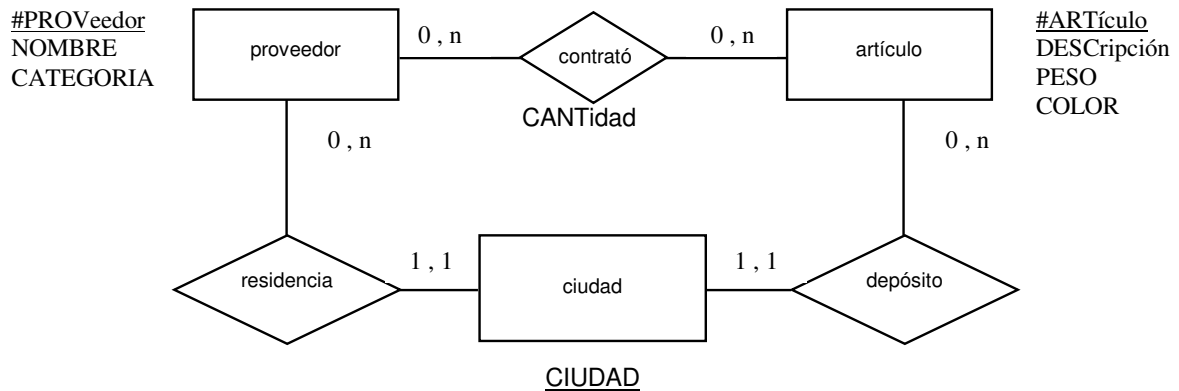 #PROVeedor
NOMBRE
CATEGORIA
proveedor
0 , n
contrató
CANTidad
0 , n
artículo
#ARTículo
DESCripción
PESO
COLOR
0 , n
0 , n
residencia
1 , 1
ciudad
1 , 1
depósito
CIUDAD